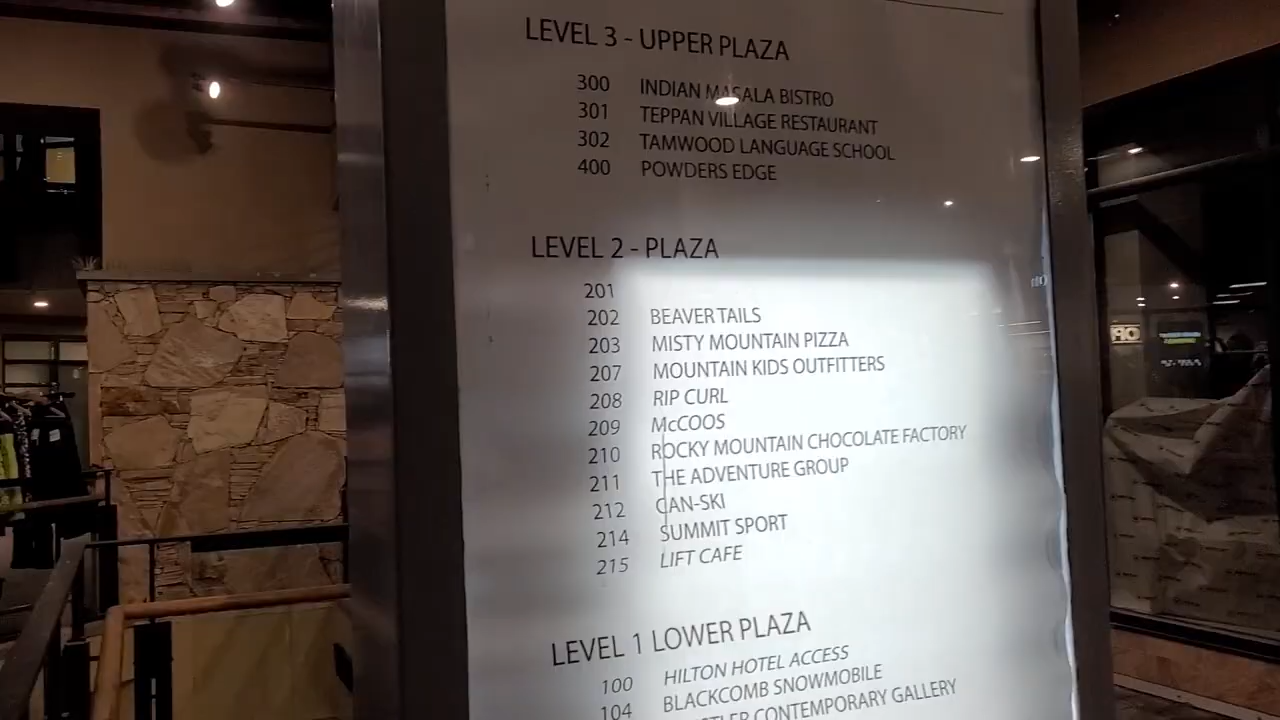 LEVEL 3 - UPPER PLAZA
300 INDIAN MASALA BISTRO
301 TEPPAN VILLAGE RESTAURANT
302 TAMWOOD LANGUAGE SCHOOL
400 POWDERS EDGE
LEVEL 2 - PLAZA
201
202 BEAVER TAILS
203 MISTY MOUNTAIN PIZZA
207 MOUNTAIN KIDS OUTFITTERS
208 RIP CURL
209 McCOOS
210 ROCKY MOUNTAIN CHOCOLATE FACTORY
211 THE ADVENTURE GROUP
212 CAN-SKI
214 SUMMIT SPORT
215 LIFT CAFE
LEVEL 1 LOWER PLAZA
100 HILTON HOTEL ACCESS
104 BLACKCOMB SNOWMOBILE
CONTEMPORARY GALLERY